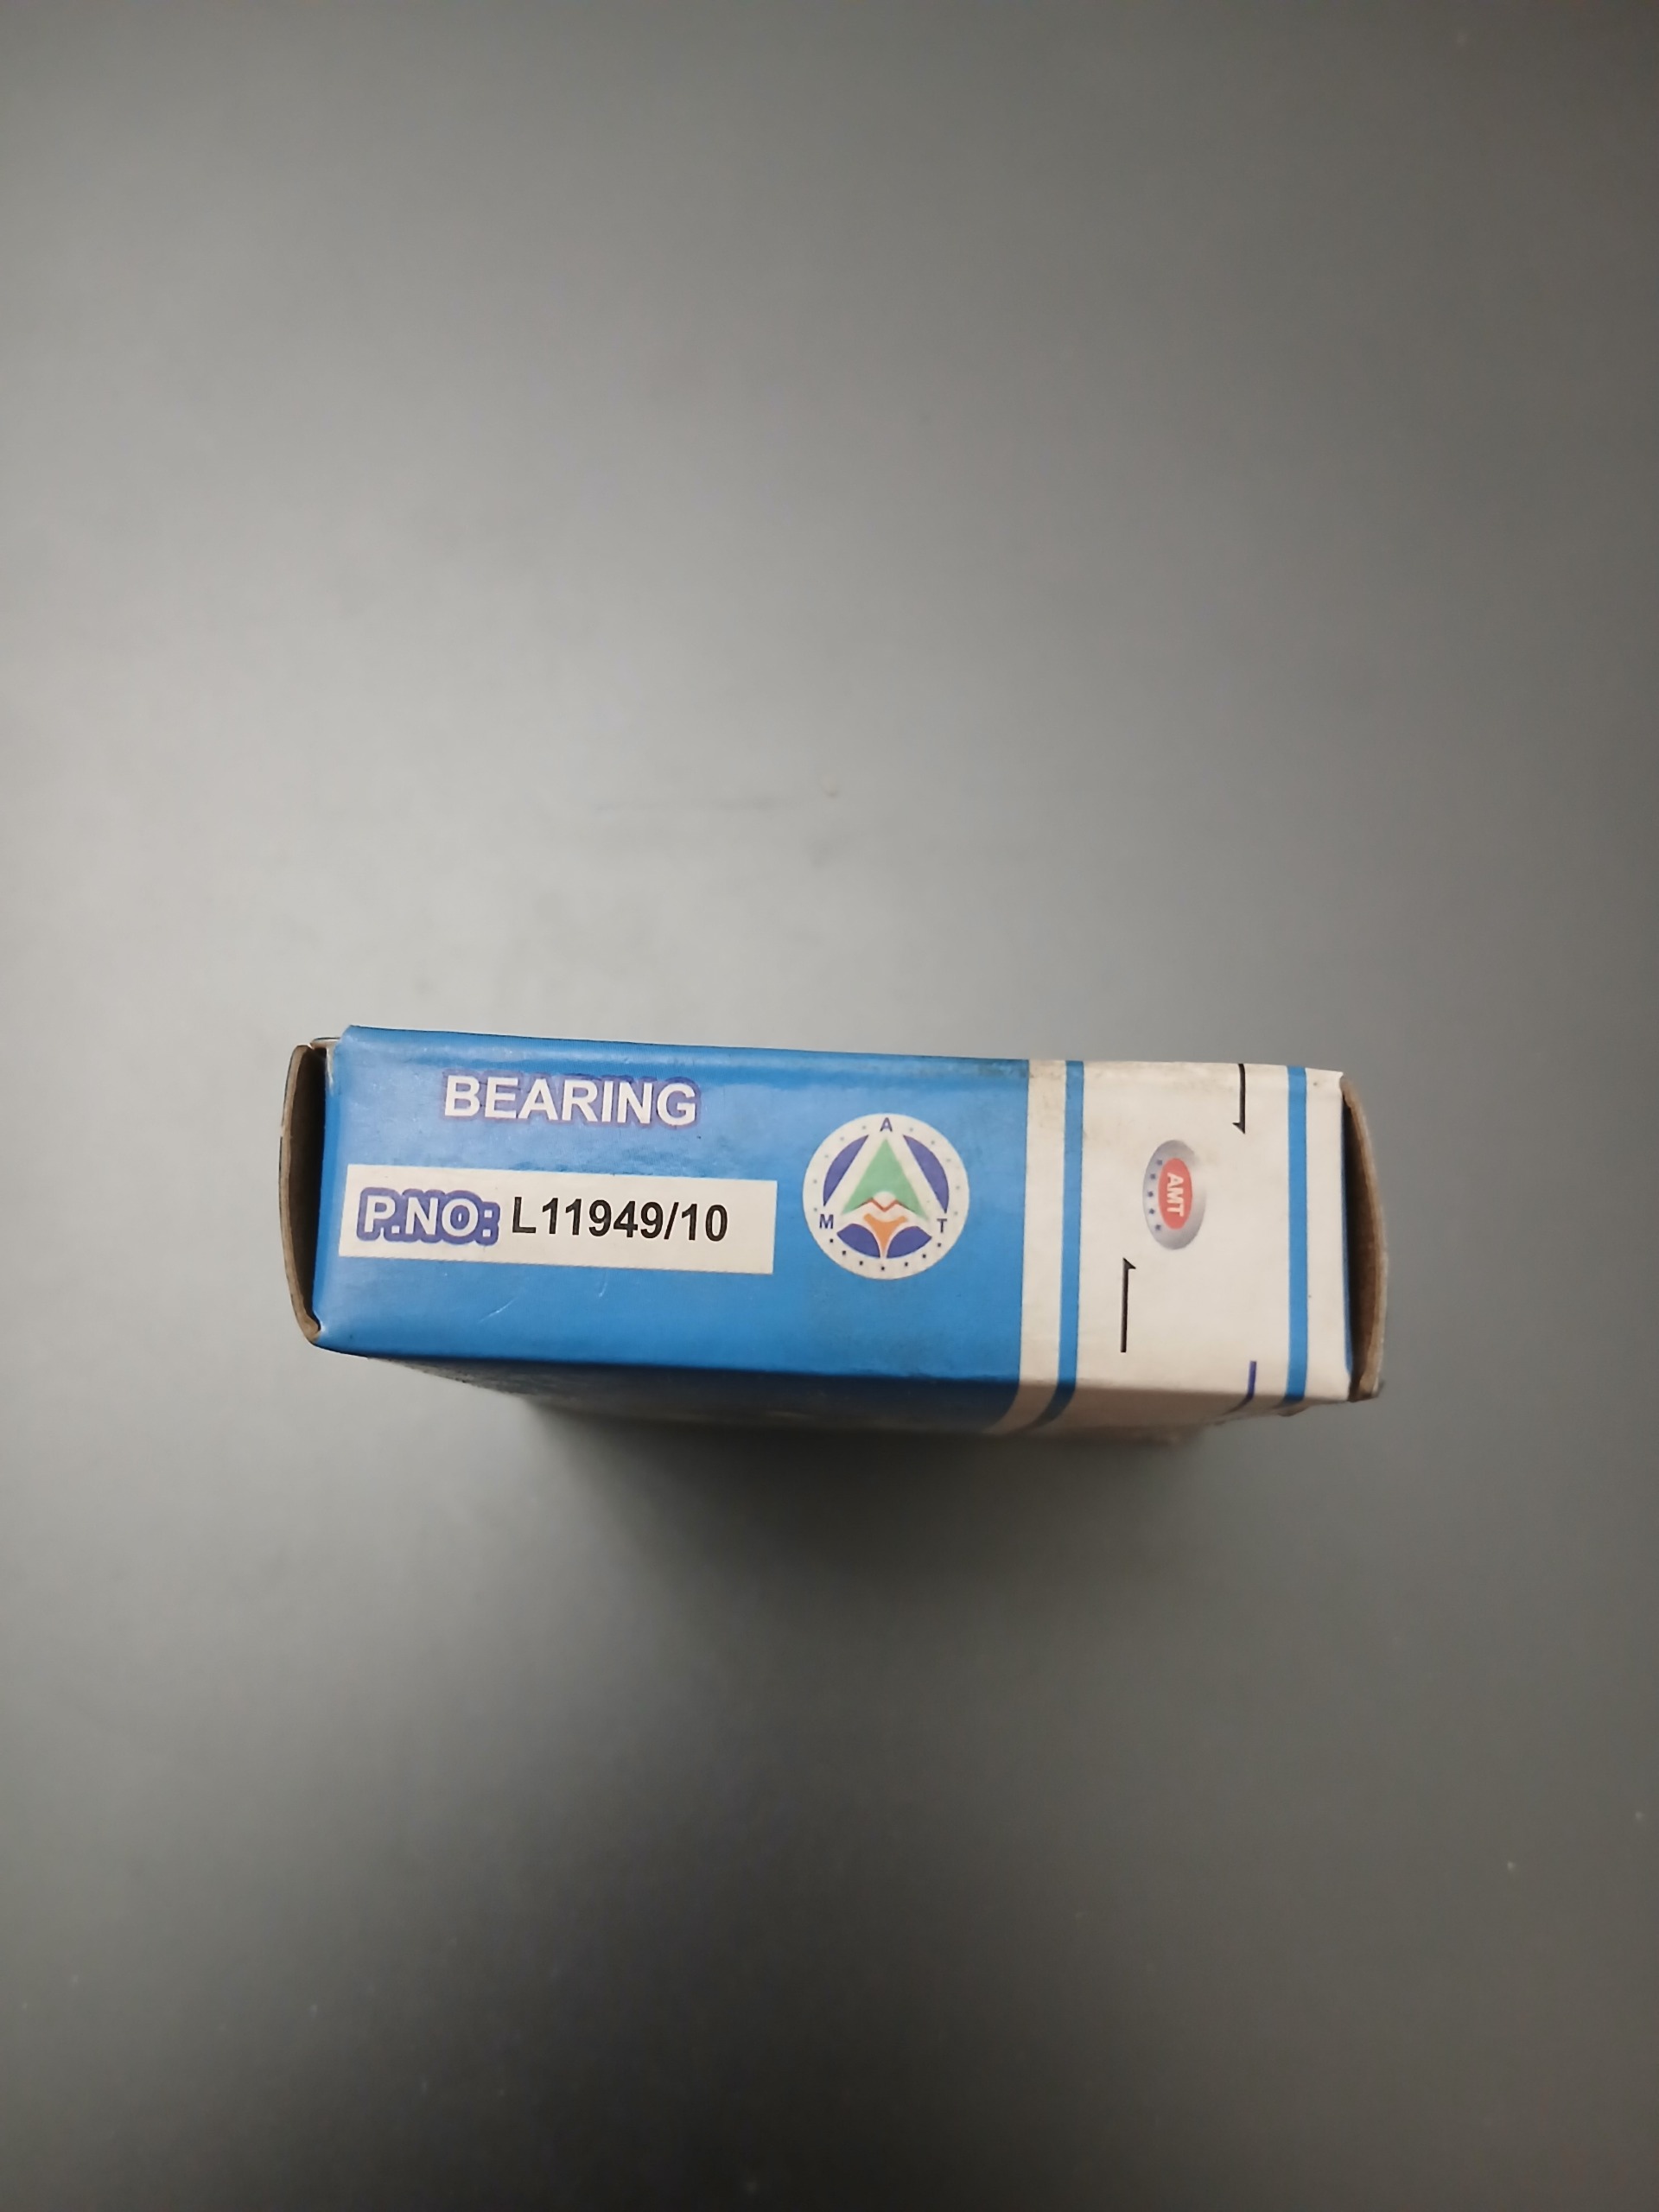 BEARING
P.NO: L11949/10
A
M T
AMT